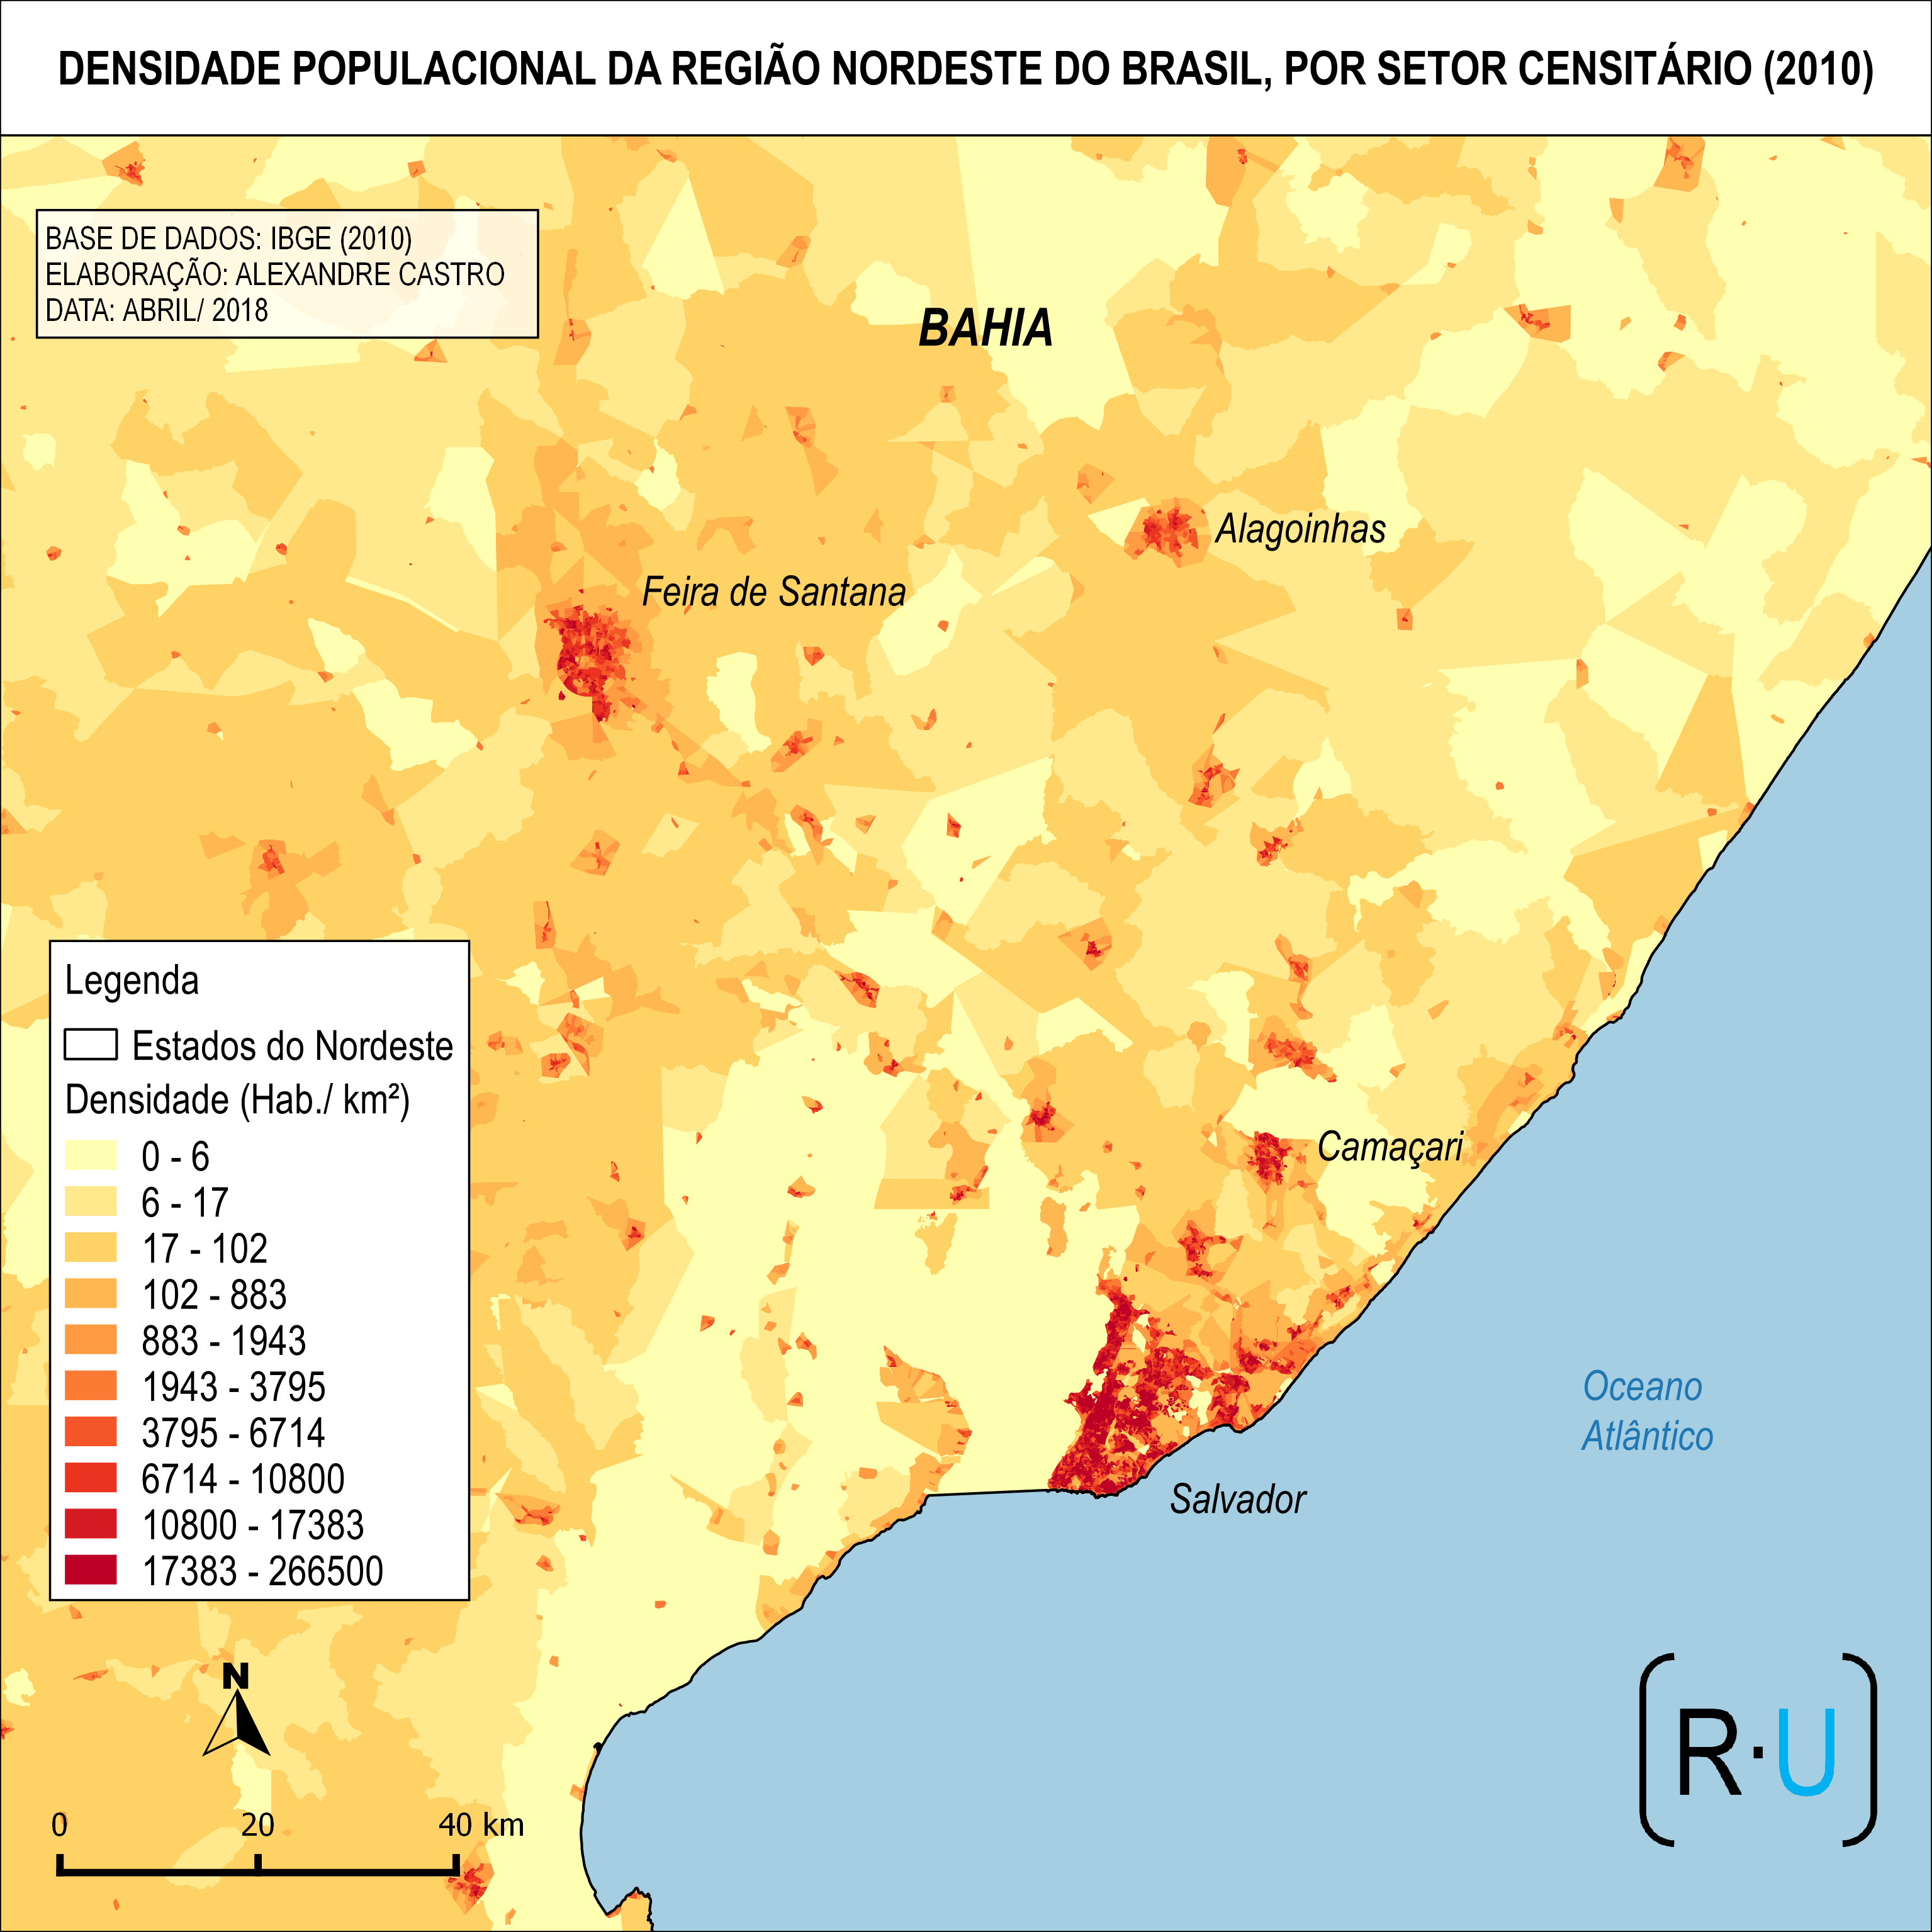 DENSIDADE POPULACIONAL DA REGIÃO NORDESTE DO BRASIL, POR SETOR CENSITÁRIO (2010)
BASE DE DADOS: IBGE (2010)
ELABORAÇÃO: ALEXANDRE CASTRO
DATA: ABRIL/ 2018
BAHIA
Alagoinhas
Feira de Santana
Camaçari
Salvador
Oceano
Atlântico
Legenda
Estados do Nordeste
Densidade (Hab./ km²)
0 - 6
6 - 17
17 - 102
102 - 883
883 - 1943
1943 - 3795
3795 - 6714
6714 - 10800
10800 - 17383
17383 - 266500
N
0 20 40 km
[R·U]